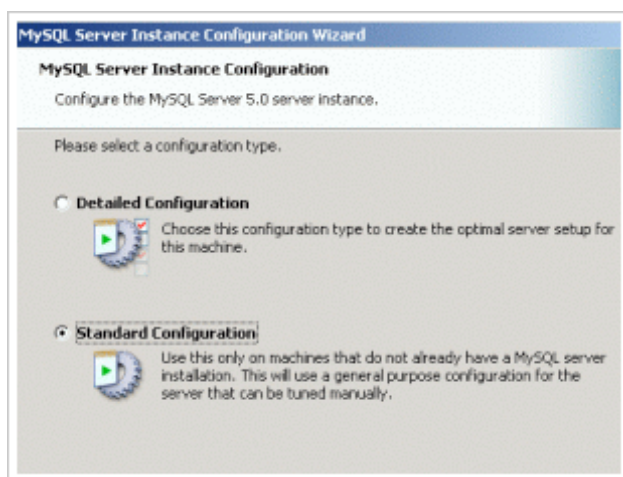 MySQL Server Instance Configuration Wizard
MySQL Server Instance Configuration
Configure the MySQL Server 5.0 server instance.
Please select a configuration type.
Detailed Configuration
Choose this configuration type to create the optimal server setup for
this machine.
Standard Configuration
Use this only on machines that do not already have a MySQL server
installation. This will use a general purpose configuration for the
server that can be tuned manually.